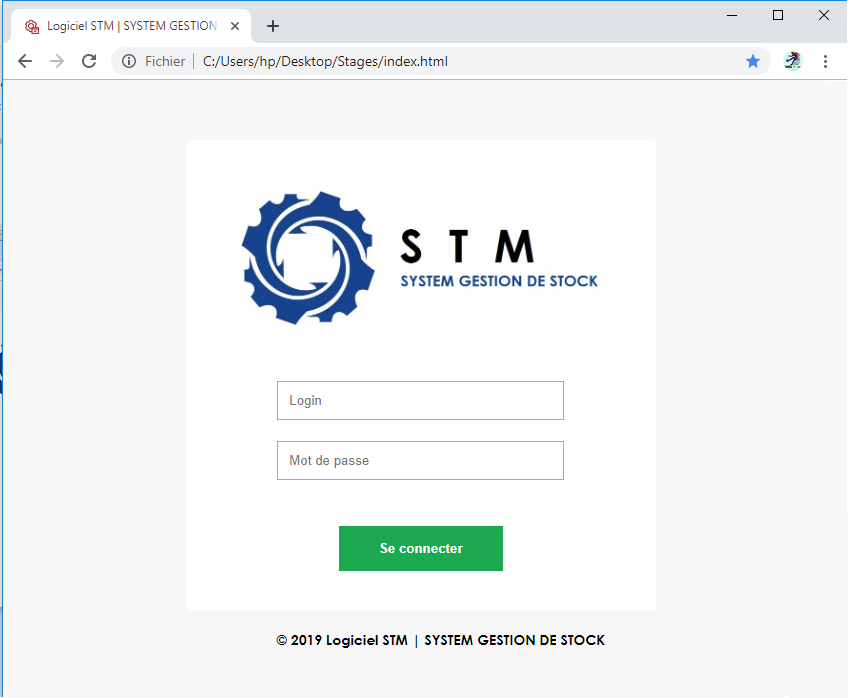 Logiciel STM | SYSTEM GESTION
Fichier | C:/Users/hp/Desktop/Stages/index.html
S T M
SYSTEM GESTION DE STOCK
Login
Mot de passe
Se connecter
© 2019 Logiciel STM | SYSTEM GESTION DE STOCK